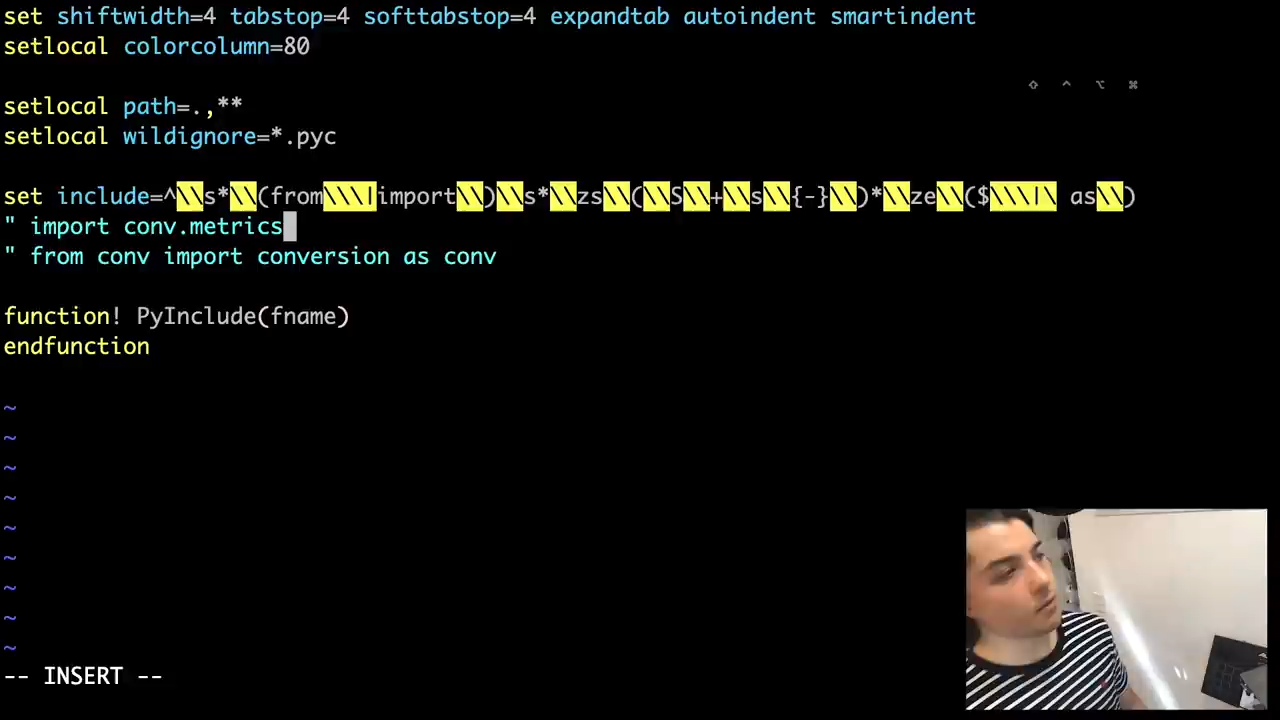 set shiftwidth=4 tabstop=4 softtabstop=4 expandtab autoindent smartindent
setlocal colorcolumn=80
⇧ ⌃ ⌥ ⌘
setlocal path=.,**
setlocal wildignore=*.pyc
set include=^\\s*\\(from\\\|import\\)\\s*\\zs\\(\\S\\+\\s\\{-}\\)*\\ze\\($\\\|\ as\\)
" import conv.metrics
" from conv import conversion as conv
function! PyInclude(fname)
endfunction
~
~
~
~
~
~
~
~
~
-- INSERT --